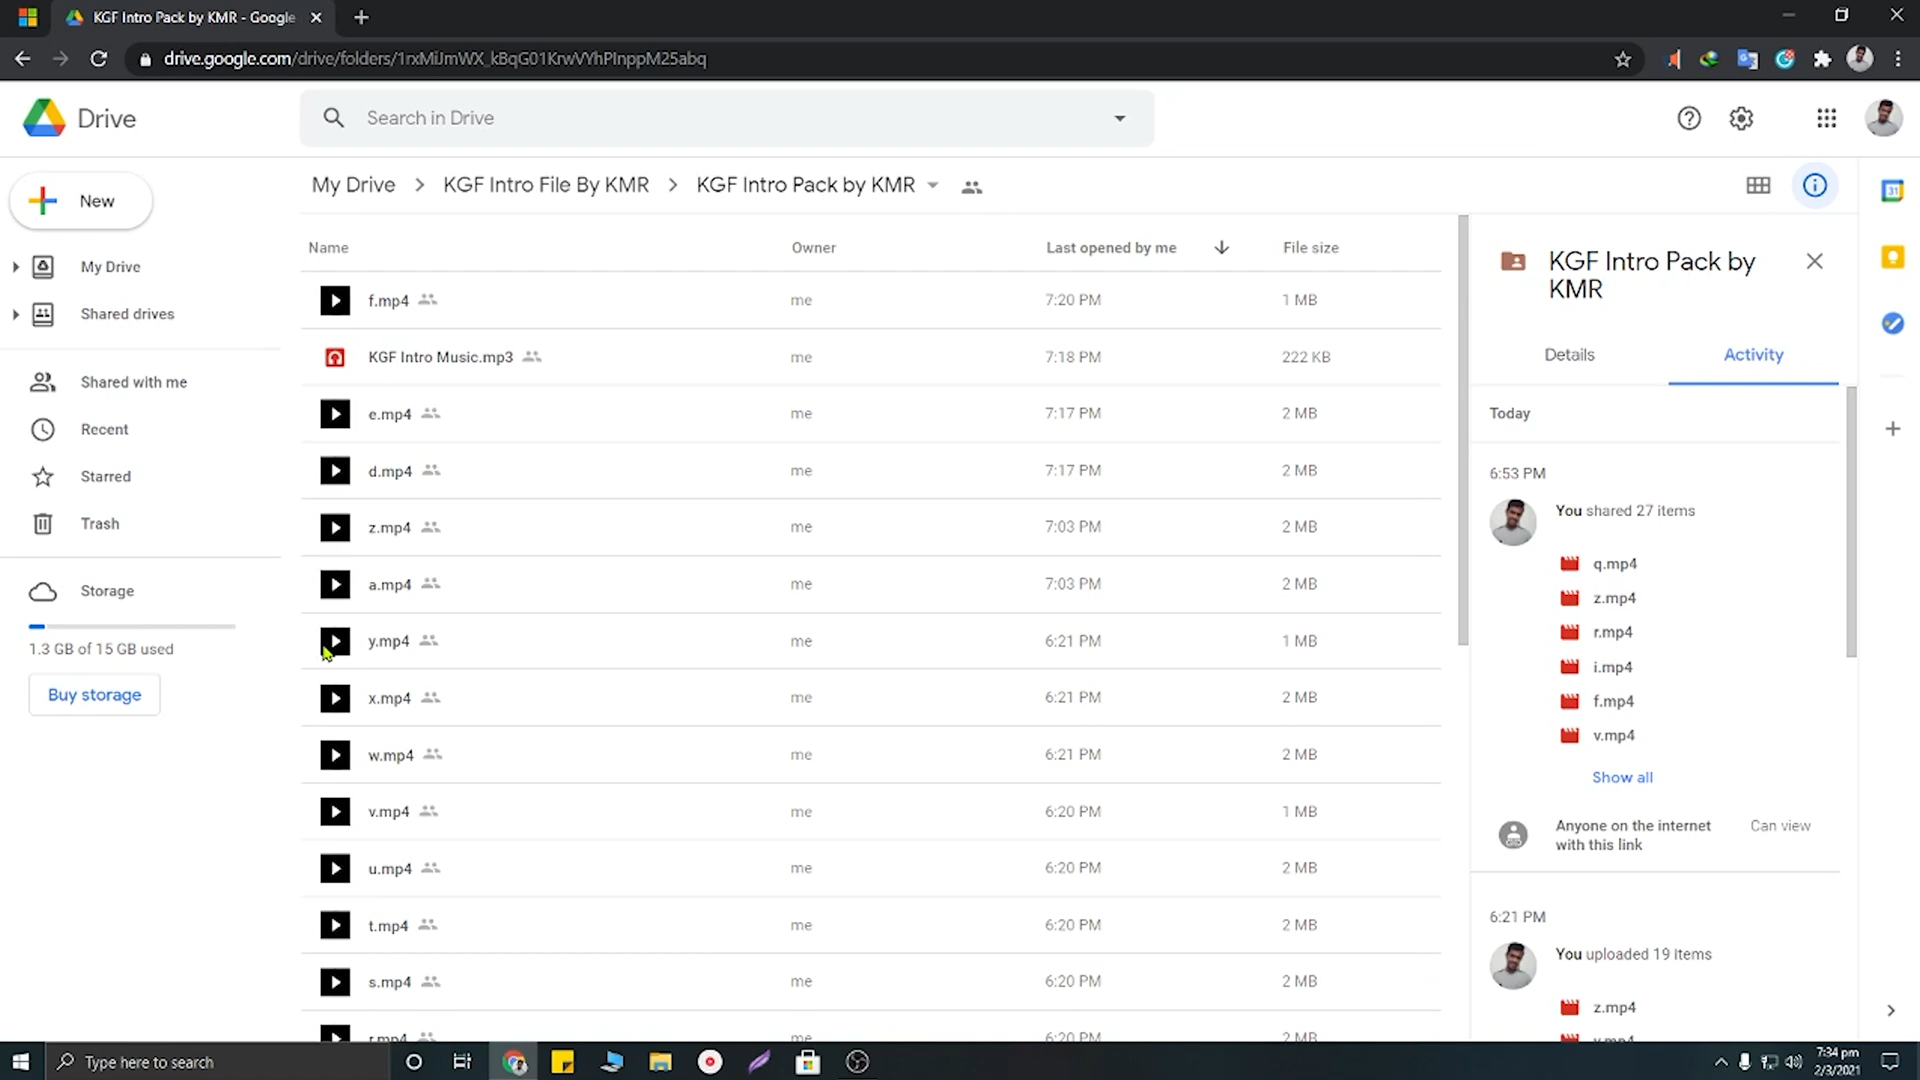 KGF Intro Pack by KMR - Google
drive.google.com/drive/folders/1rxMiJmWX_kBqG01KrwVYhPInppM25abq
Drive
Search in Drive
New
My Drive
Shared drives
Shared with me
Recent
Starred
Trash
Storage
1.3 GB of 15 GB used
Buy storage
My Drive > KGF Intro File By KMR > KGF Intro Pack by KMR
Name Owner Last opened by me File size
f.mp4 me 7:20 PM 1 MB
KGF Intro Music.mp3 me 7:18 PM 222 KB
e.mp4 me 7:17 PM 2 MB
d.mp4 me 7:17 PM 2 MB
z.mp4 me 7:03 PM 2 MB
a.mp4 me 7:03 PM 2 MB
y.mp4 me 6:21 PM 1 MB
x.mp4 me 6:21 PM 2 MB
w.mp4 me 6:21 PM 2 MB
v.mp4 me 6:20 PM 1 MB
u.mp4 me 6:20 PM 2 MB
t.mp4 me 6:20 PM 2 MB
s.mp4 me 6:20 PM 2 MB
r.mp4 me 6:20 PM 2 MB
KGF Intro Pack by
KMR
Details Activity
Today
6:53 PM
You shared 27 items
q.mp4
z.mp4
r.mp4
i.mp4
f.mp4
v.mp4
Show all
Anyone on the internet Can view
with this link
6:21 PM
You uploaded 19 items
z.mp4
31
Type here to search
7:34 pm
2/3/2021